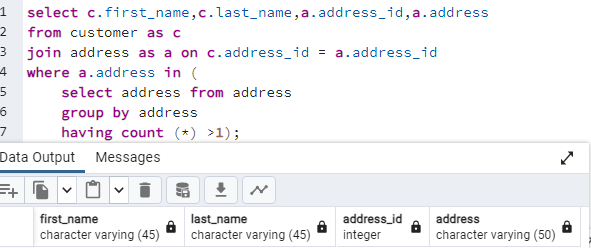 1 select c.first_name,c.last_name,a.address_id,a.address
2 from customer as c
3 join address as a on c.address_id = a.address_id
4 where a.address in (
5 select address from address
6 group by address
7 having count (*) >1);
Data Output Messages
first_name last_name address_id address
character varying (45) character varying (45) integer character varying (50)